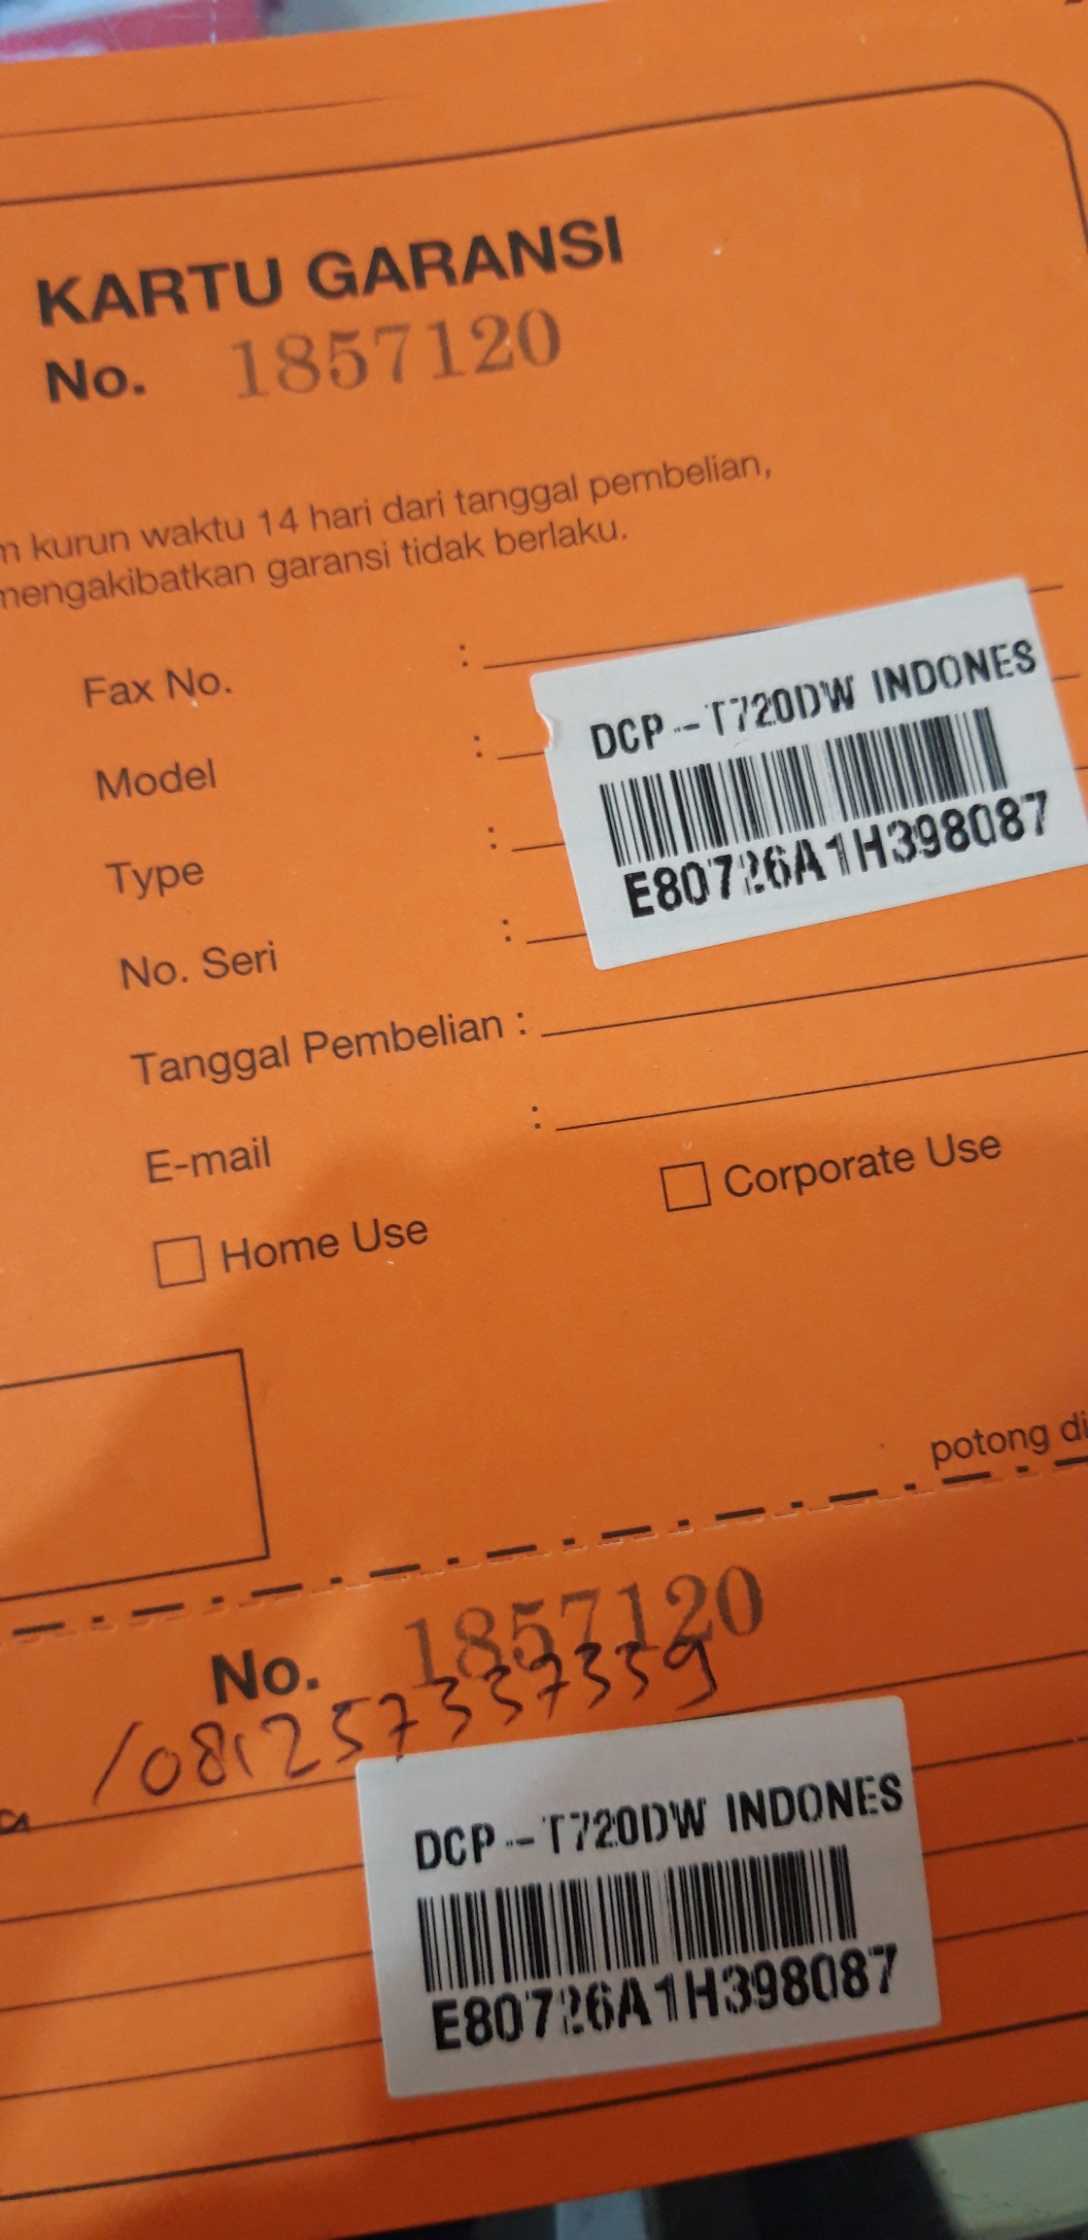 KARTU GARANSI
No. 1857120
kurun waktu 14 hari dari tanggal pembelian,
mengakibatkan garansi tidak berlaku.
Fax No. :
Model :
Type :
No. Seri :
DCP-T720DW INDONES
E80726A1H398087
Tanggal Pembelian :
E-mail :
Home Use
Corporate Use
potong di
No. 1857120
/081257337339
DCP-T720DW INDONES
E80726A1H398087